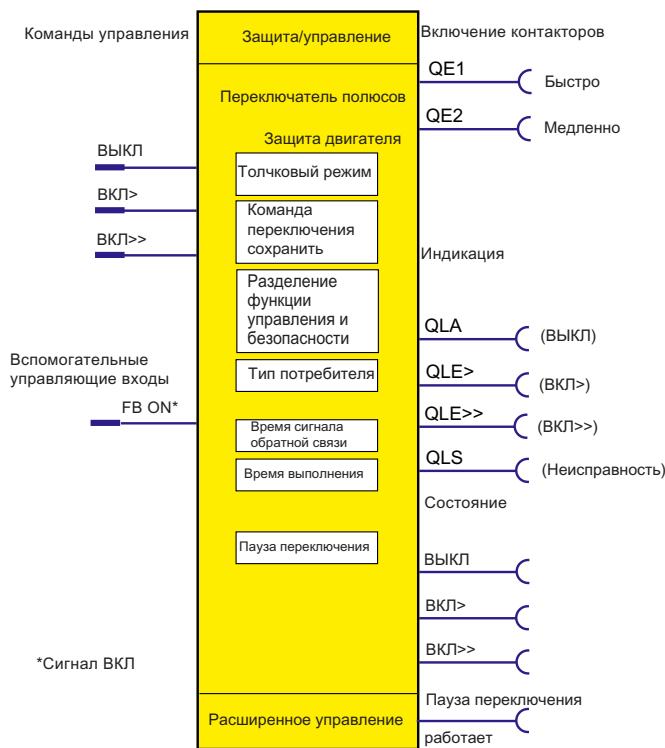 Команды управления
Защита/управление
Включение контакторов
QE1
Быстро
Переключатель полюсов
QE2
Медленно
Защита двигателя
ВЫКЛ
Толчковый режим
ВКЛ>
Команда
переключения
сохранить
ВКЛ>>
Индикация
Разделение
функции
управления и
безопасности
QLA
(ВЫКЛ)
Вспомогательные
управляющие входы
Тип потребителя
QLE>
(ВКЛ>)
FB ON*
QLE>>
(ВКЛ>>)
Время сигнала
обратной связи
QLS
(Неисправность)
Время выполнения
Состояние
Пауза переключения
ВЫКЛ
ВКЛ>
ВКЛ>>
*Сигнал ВКЛ
Расширенное управление
Пауза переключения
работает